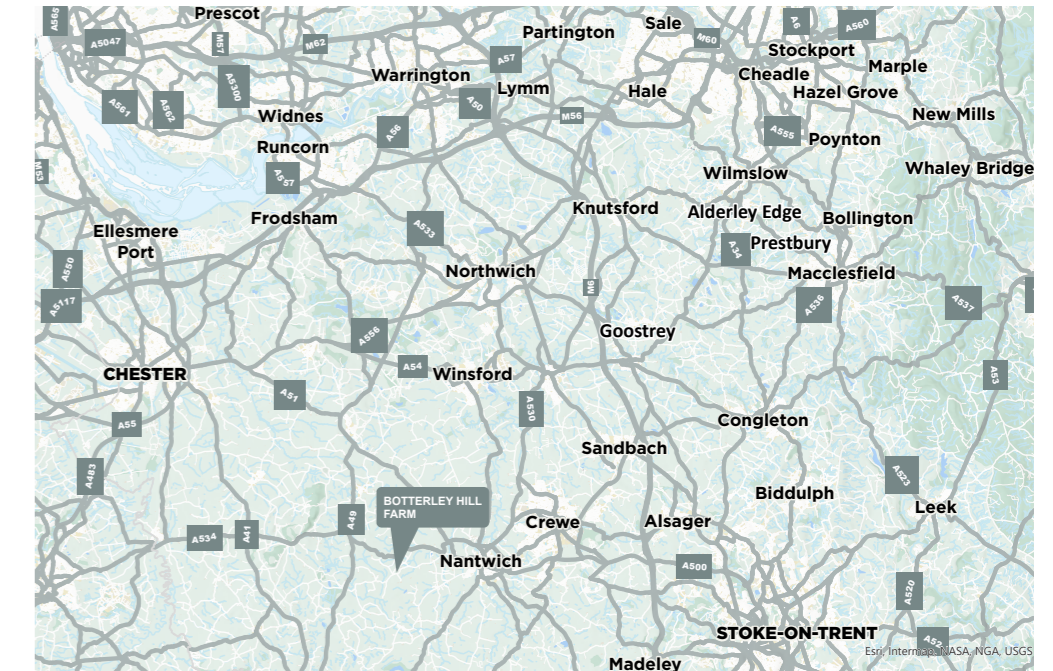 A565
Prescot
Sale
A6
A560
A5047
M57
M62
Partington
M60
Stockport
A57
Warrington
Cheadle
Marple
A5300
Lymm
Hale
Hazel Grove
A561
A562
A50
Widnes
M56
New Mills
A56
A555
Poynton
Runcorn
M53
A557
Wilmslow
Whaley Bridge
Knutsford
Alderley Edge
Bollington
Frodsham
A533
Ellesmere
Port
A34
Prestbury
A550
Northwich
Macclesfield
M6
A5117
A536
A537
A556
Goostrey
CHESTER
A54
Winsford
A53
A51
A530
A55
Congleton
Sandbach
A483
A523
Biddulph
BOTTERLEY HILL
FARM
Leek
A49
Crewe
Alsager
A534
A41
Nantwich
A500
A520
STOKE-ON-TRENT
A52
Esri, Intermap, NASA, NGA, USGS
Madeley